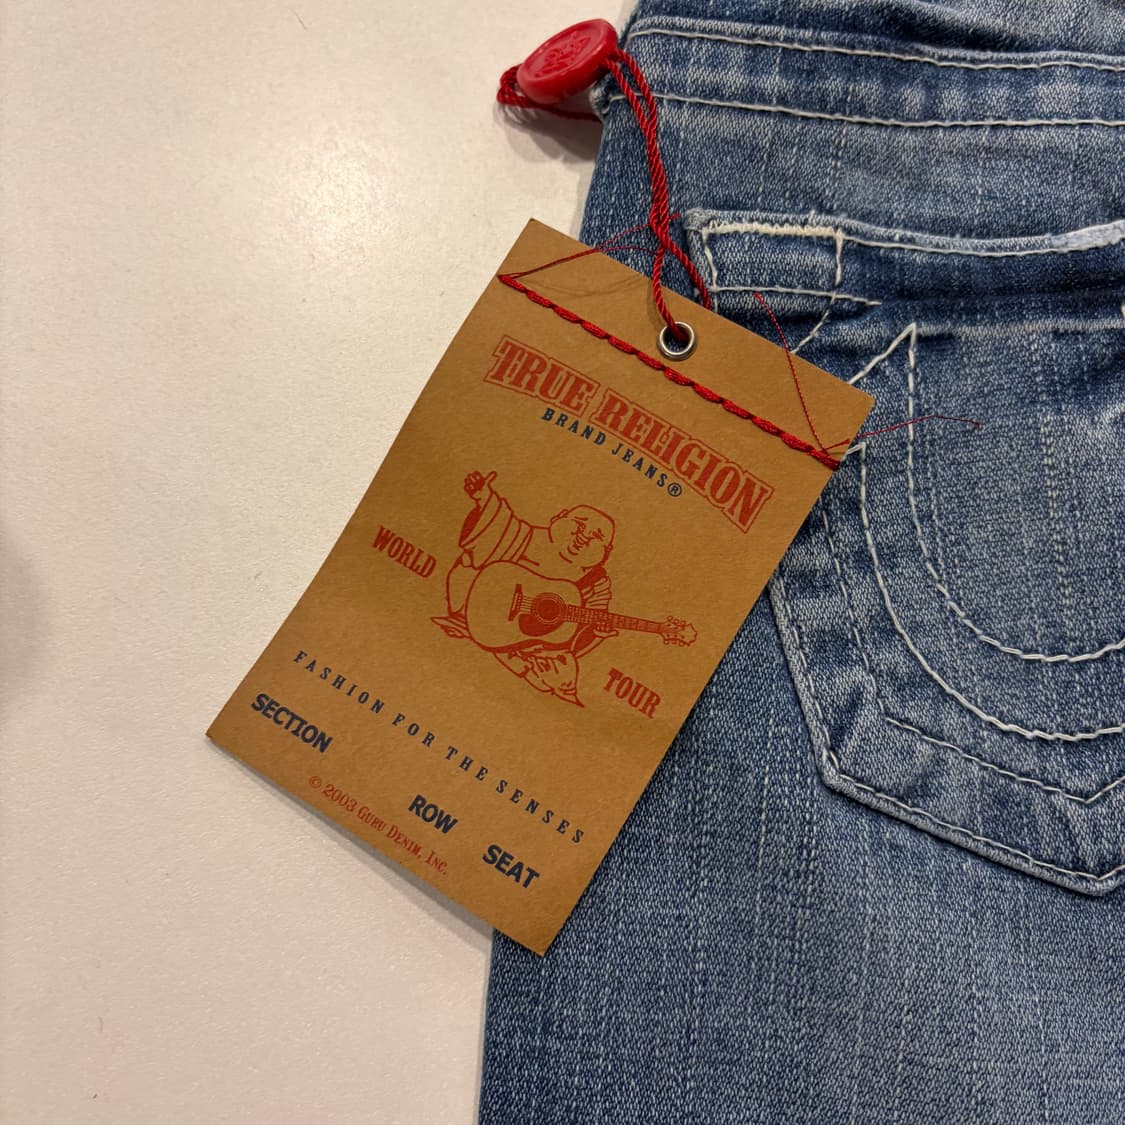 TRUE RELIGION
BRAND JEANS®
WORLD
TOUR
FASHION FOR THE SENSES
SECTION
ROW
SEAT
© 2003 GURU DENIM, INC.